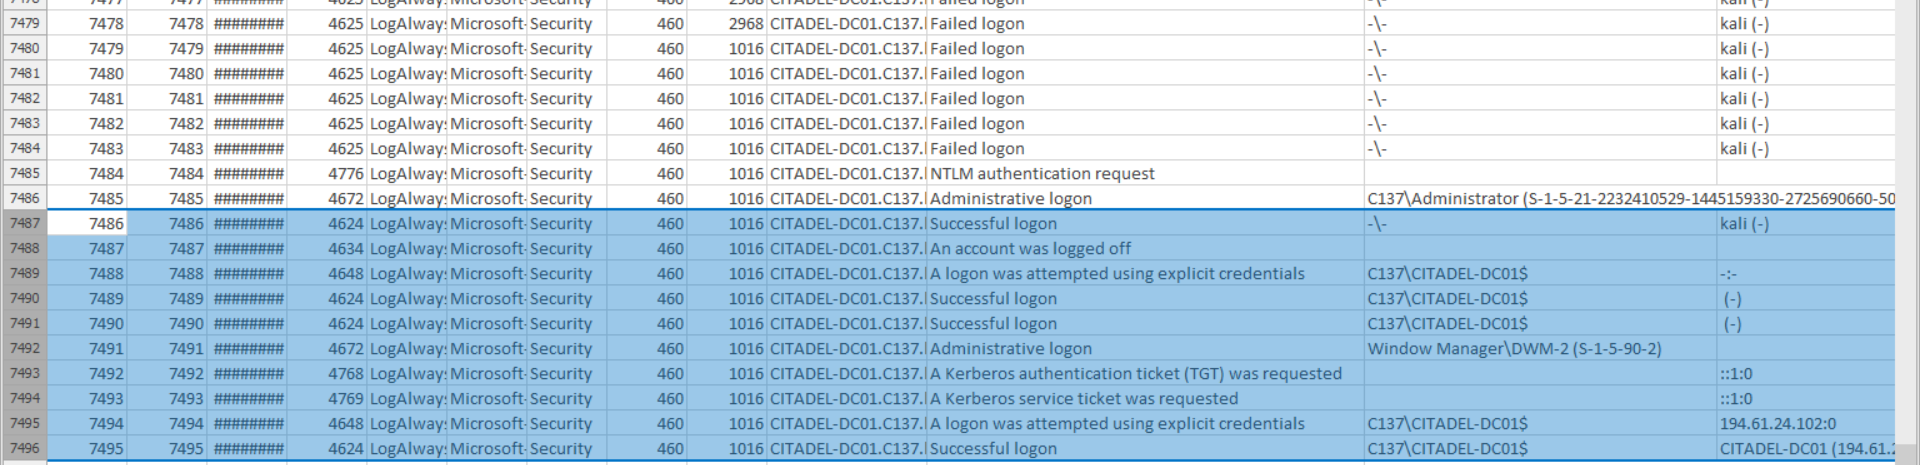 7479 7478 7478 ######## 4625 LogAlway Microsoft- Security 460 2968 CITADEL-DC01.C137. Failed logon -\- kali (-)
7480 7479 7479 ######## 4625 LogAlway Microsoft- Security 460 1016 CITADEL-DC01.C137. Failed logon -\- kali (-)
7481 7480 7480 ######## 4625 LogAlway Microsoft- Security 460 1016 CITADEL-DC01.C137. Failed logon -\- kali (-)
7482 7481 7481 ######## 4625 LogAlway Microsoft- Security 460 1016 CITADEL-DC01.C137. Failed logon -\- kali (-)
7483 7482 7482 ######## 4625 LogAlway Microsoft- Security 460 1016 CITADEL-DC01.C137. Failed logon -\- kali (-)
7484 7483 7483 ######## 4625 LogAlway Microsoft- Security 460 1016 CITADEL-DC01.C137. Failed logon -\- kali (-)
7485 7484 7484 ######## 4776 LogAlway Microsoft- Security 460 1016 CITADEL-DC01.C137. NTLM authentication request
7486 7485 7485 ######## 4672 LogAlway Microsoft- Security 460 1016 CITADEL-DC01.C137. Administrative logon C137\Administrator (S-1-5-21-2232410529-1445159330-2725690660-50
7487 7486 7486 ######## 4624 LogAlway Microsoft- Security 460 1016 CITADEL-DC01.C137. Successful logon -\- kali (-)
7488 7487 7487 ######## 4634 LogAlway Microsoft- Security 460 1016 CITADEL-DC01.C137. An account was logged off
7489 7488 7488 ######## 4648 LogAlway Microsoft- Security 460 1016 CITADEL-DC01.C137. A logon was attempted using explicit credentials C137\CITADEL-DC01$ -:-
7490 7489 7489 ######## 4624 LogAlway Microsoft- Security 460 1016 CITADEL-DC01.C137. Successful logon C137\CITADEL-DC01$ (-)
7491 7490 7490 ######## 4624 LogAlway Microsoft- Security 460 1016 CITADEL-DC01.C137. Successful logon C137\CITADEL-DC01$ (-)
7492 7491 7491 ######## 4672 LogAlway Microsoft- Security 460 1016 CITADEL-DC01.C137. Administrative logon Window Manager\DWM-2 (S-1-5-90-2)
7493 7492 7492 ######## 4768 LogAlway Microsoft- Security 460 1016 CITADEL-DC01.C137. A Kerberos authentication ticket (TGT) was requested ::1:0
7494 7493 7493 ######## 4769 LogAlway Microsoft- Security 460 1016 CITADEL-DC01.C137. A Kerberos service ticket was requested ::1:0
7495 7494 7494 ######## 4648 LogAlway Microsoft- Security 460 1016 CITADEL-DC01.C137. A logon was attempted using explicit credentials C137\CITADEL-DC01$ 194.61.24.102:0
7496 7495 7495 ######## 4624 LogAlway Microsoft- Security 460 1016 CITADEL-DC01.C137. Successful logon C137\CITADEL-DC01$ CITADEL-DC01 (194.61.